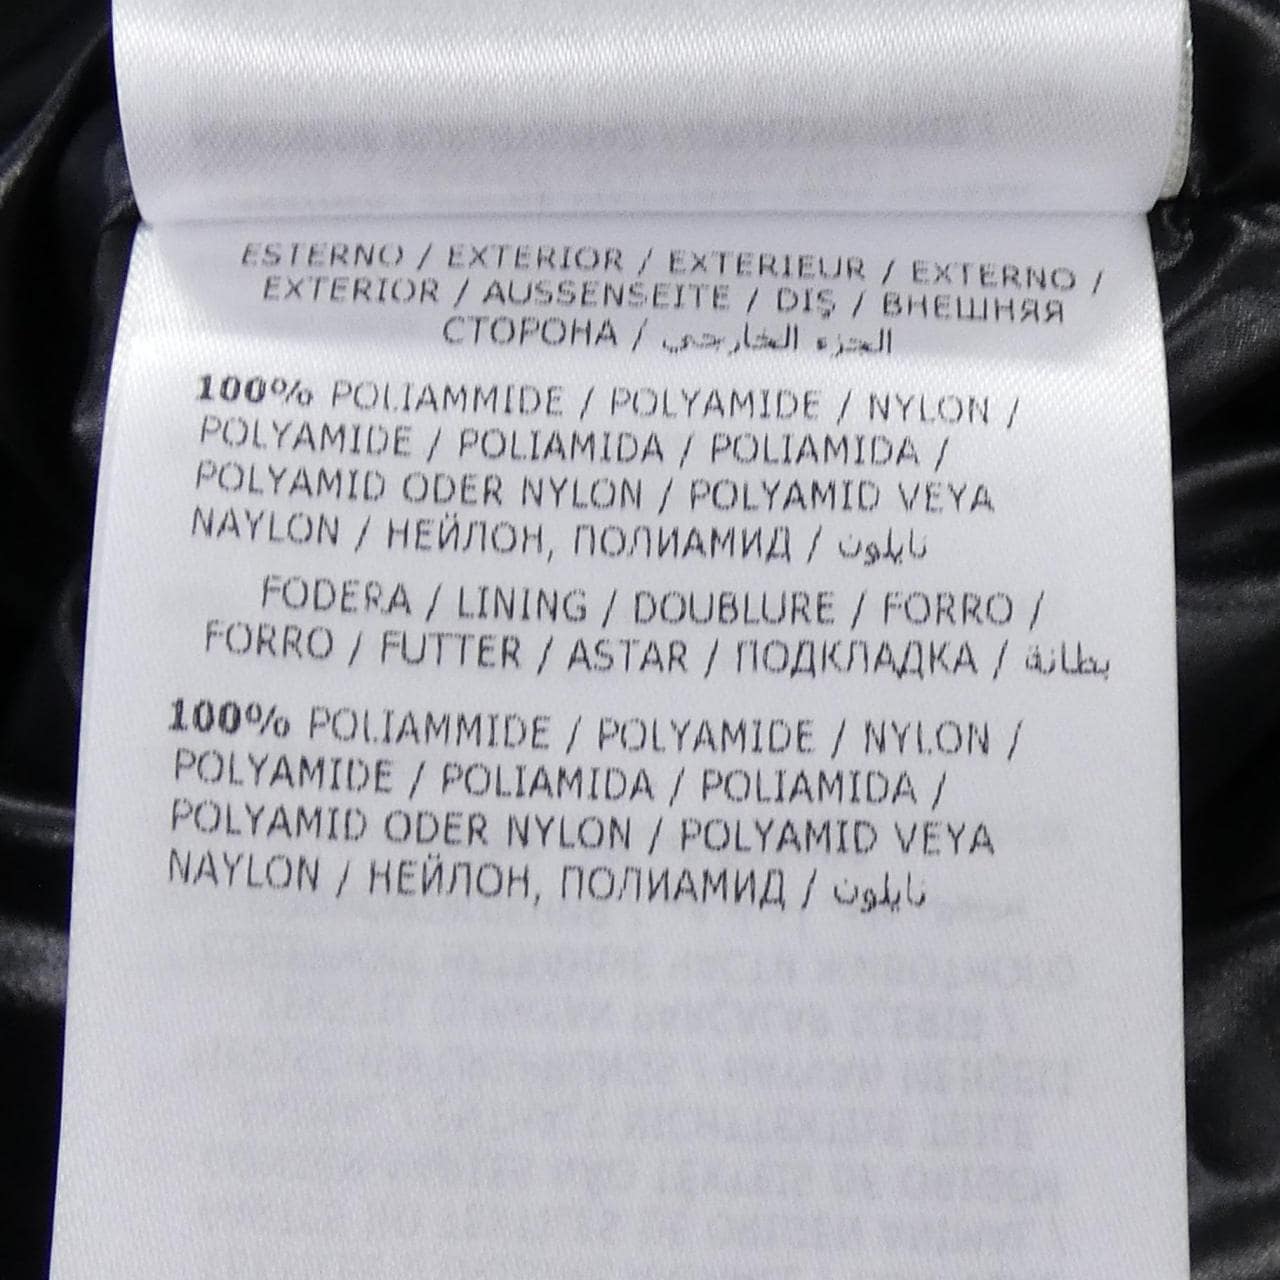 ESTERNO / EXTERIOR / EXTERIEUR / EXTERNO /
EXTERIOR / AUSSENSEITE / DIŞ / ВНЕШНЯЯ
СТОРОНА / الجزء الخارجي
100% POLIAMMIDE / POLYAMIDE / NYLON /
POLYAMIDE / POLIAMIDA / POLIAMIDA /
POLYAMID ODER NYLON / POLYAMID VEYA
NAYLON / НЕЙЛОН, ПОЛИАМИД / نايلون
FODERA / LINING / DOUBLURE / FORRO /
FORRO / FUTTER / ASTAR / ПОДКЛАДКА / بطانة
100% POLIAMMIDE / POLYAMIDE / NYLON /
POLYAMIDE / POLIAMIDA / POLIAMIDA /
POLYAMID ODER NYLON / POLYAMID VEYA
NAYLON / НЕЙЛОН, ПОЛИАМИД / نايلون